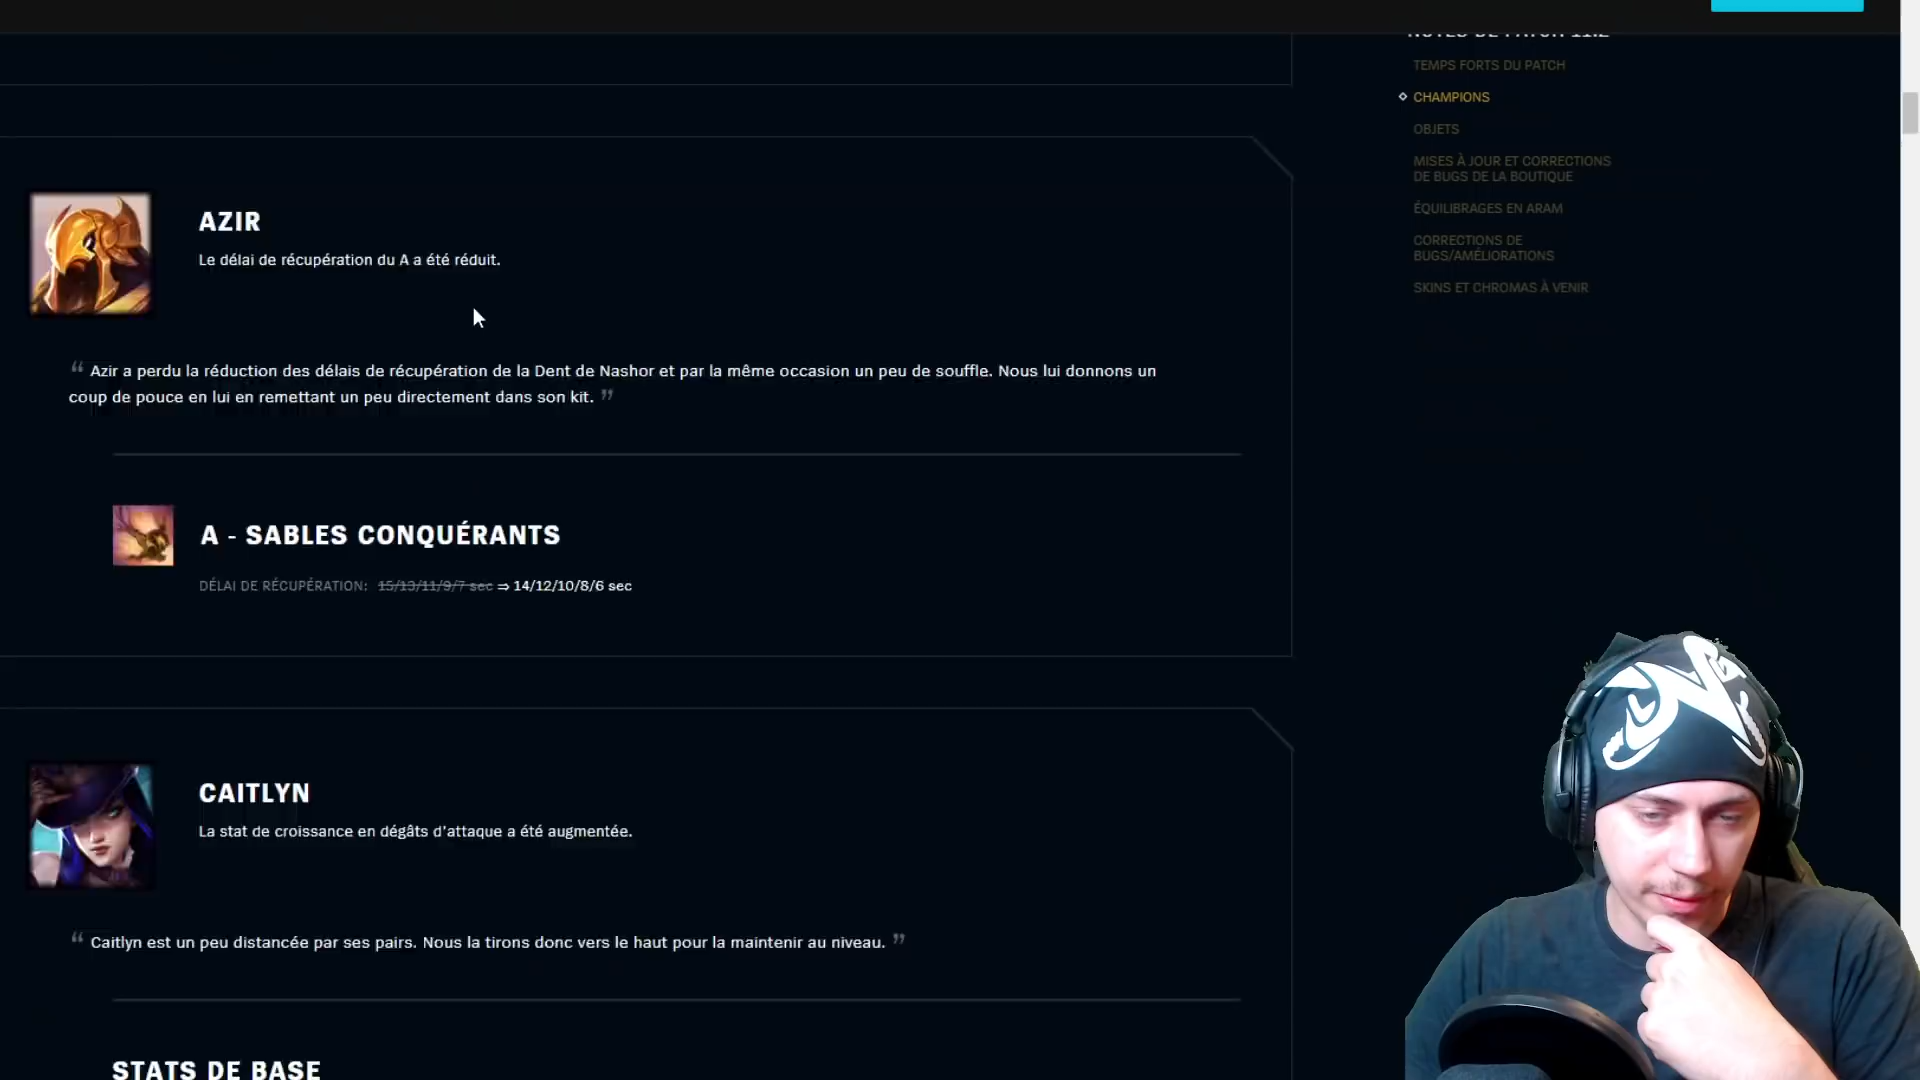 NOTES DE PATCH 11.2
TEMPS FORTS DU PATCH
CHAMPIONS
OBJETS
MISES À JOUR ET CORRECTIONS
DE BUGS DE LA BOUTIQUE
ÉQUILIBRAGES EN ARAM
CORRECTIONS DE
BUGS/AMÉLIORATIONS
SKINS ET CHROMAS À VENIR
AZIR
Le délai de récupération du A a été réduit.
“ Azir a perdu la réduction des délais de récupération de la Dent de Nashor et par la même occasion un peu de souffle. Nous lui donnons un
coup de pouce en lui en remettant un peu directement dans son kit. ”
A - SABLES CONQUÉRANTS
DÉLAI DE RÉCUPÉRATION: 15/13/11/9/7 sec ⇒ 14/12/10/8/6 sec
CAITLYN
La stat de croissance en dégâts d'attaque a été augmentée.
“ Caitlyn est un peu distancée par ses pairs. Nous la tirons donc vers le haut pour la maintenir au niveau. ”
STATS DE BASE